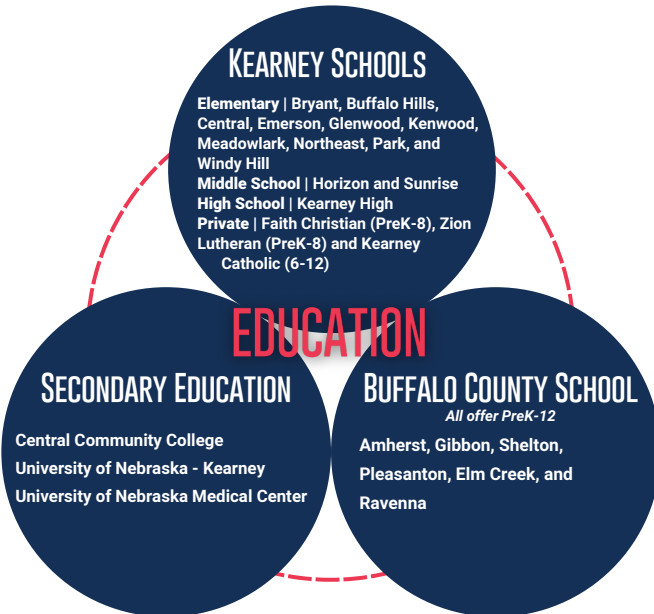 KEARNEY SCHOOLS
Elementary | Bryant, Buffalo Hills,
Central, Emerson, Glenwood, Kenwood,
Meadowlark, Northeast, Park, and
Windy Hill
Middle School | Horizon and Sunrise
High School | Kearney High
Private | Faith Christian (PreK-8), Zion
Lutheran (PreK-8) and Kearney
Catholic (6-12)
EDUCATION
SECONDARY EDUCATION
Central Community College
University of Nebraska - Kearney
University of Nebraska Medical Center
BUFFALO COUNTY SCHOOL
All offer PreK-12
Amherst, Gibbon, Shelton,
Pleasanton, Elm Creek, and
Ravenna